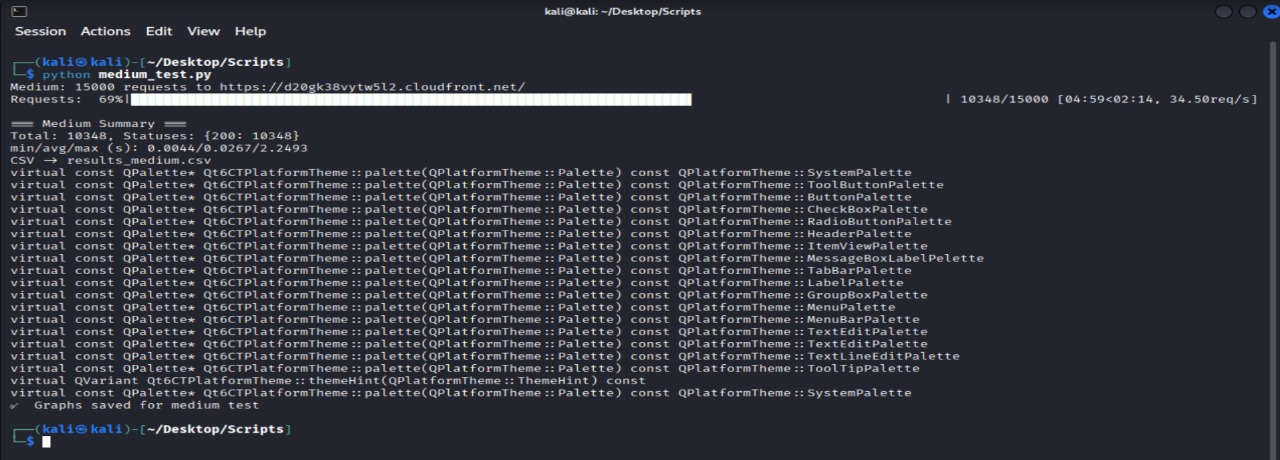 kali@kali: ~/Desktop/Scripts
Session Actions Edit View Help
┌──(kali㉿kali)-[~/Desktop/Scripts]
└─$ python medium_test.py
Medium: 15000 requests to https://d20gk38vytw5l2.cloudfront.net/
Requests: 69%| | 10348/15000 [04:59<02:14, 34.50req/s]
=== Medium Summary ===
Total: 10348, Statuses: {200: 10348}
min/avg/max (s): 0.0044/0.0267/2.2493
CSV → results_medium.csv
virtual const QPalette* Qt6CTPlatformTheme::palette(QPlatformTheme::Palette) const QPlatformTheme::SystemPalette
virtual const QPalette* Qt6CTPlatformTheme::palette(QPlatformTheme::Palette) const QPlatformTheme::ToolButtonPalette
virtual const QPalette* Qt6CTPlatformTheme::palette(QPlatformTheme::Palette) const QPlatformTheme::ButtonPalette
virtual const QPalette* Qt6CTPlatformTheme::palette(QPlatformTheme::Palette) const QPlatformTheme::CheckBoxPalette
virtual const QPalette* Qt6CTPlatformTheme::palette(QPlatformTheme::Palette) const QPlatformTheme::RadioButtonPalette
virtual const QPalette* Qt6CTPlatformTheme::palette(QPlatformTheme::Palette) const QPlatformTheme::HeaderPalette
virtual const QPalette* Qt6CTPlatformTheme::palette(QPlatformTheme::Palette) const QPlatformTheme::ItemViewPalette
virtual const QPalette* Qt6CTPlatformTheme::palette(QPlatformTheme::Palette) const QPlatformTheme::MessageBoxLabelPelette
virtual const QPalette* Qt6CTPlatformTheme::palette(QPlatformTheme::Palette) const QPlatformTheme::TabBarPalette
virtual const QPalette* Qt6CTPlatformTheme::palette(QPlatformTheme::Palette) const QPlatformTheme::LabelPalette
virtual const QPalette* Qt6CTPlatformTheme::palette(QPlatformTheme::Palette) const QPlatformTheme::GroupBoxPalette
virtual const QPalette* Qt6CTPlatformTheme::palette(QPlatformTheme::Palette) const QPlatformTheme::MenuPalette
virtual const QPalette* Qt6CTPlatformTheme::palette(QPlatformTheme::Palette) const QPlatformTheme::MenuBarPalette
virtual const QPalette* Qt6CTPlatformTheme::palette(QPlatformTheme::Palette) const QPlatformTheme::TextEditPalette
virtual const QPalette* Qt6CTPlatformTheme::palette(QPlatformTheme::Palette) const QPlatformTheme::TextEditPalette
virtual const QPalette* Qt6CTPlatformTheme::palette(QPlatformTheme::Palette) const QPlatformTheme::TextLineEditPalette
virtual const QPalette* Qt6CTPlatformTheme::palette(QPlatformTheme::Palette) const QPlatformTheme::ToolTipPalette
virtual QVariant Qt6CTPlatformTheme::themeHint(QPlatformTheme::ThemeHint) const
virtual const QPalette* Qt6CTPlatformTheme::palette(QPlatformTheme::Palette) const QPlatformTheme::SystemPalette
✔ Graphs saved for medium test
┌──(kali㉿kali)-[~/Desktop/Scripts]
└─$